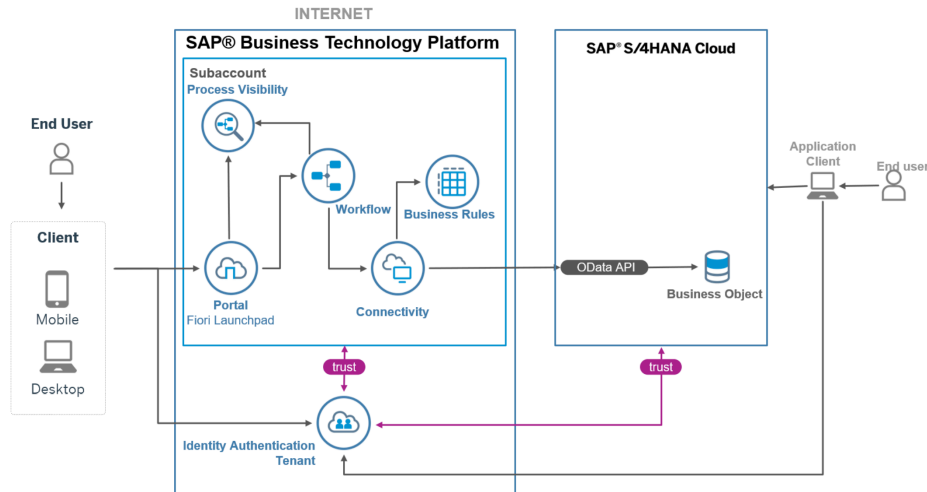 INTERNET
SAP® Business Technology Platform
SAP® S/4HANA Cloud
Subaccount
Process Visibility
End User
Application
Client
End user
Workflow
Business Rules
Client
Mobile
Desktop
Portal
Fiori Launchpad
Connectivity
OData API
Business Object
trust
trust
Identity Authentication
Tenant